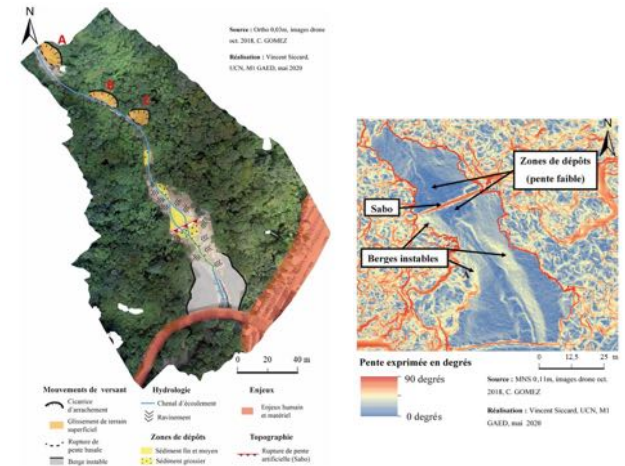 N
A
B
C
Source : Ortho 0,03m, images drone
oct. 2018, C. GOMEZ
Réalisation : Vincent Siccard,
UCN, M1 GAED, mai 2020
0 20 40 m
Mouvements de versant
Cicatrice
d'arrachement
Glissement de terrain
superficiel
Rupture de
pente basale
Berge instable
Hydrologie
Chenal d'écoulement
Ravinement
Zones de dépôts
Sédiment fin et moyen
Sédiment grossier
Enjeux
Enjeux humain
et matériel
Topographie
Rupture de pente
artificielle (Sabo)
N
Zones de dépôts
(pente faible)
Sabo
Berges instables
0 12,5 25 m
Pente exprimée en degrés
90 degrés
0 degrés
Source : MNS 0,11m, images drone oct.
2018, C. GOMEZ
Réalisation : Vincent Siccard, UCN, M1
GAED, mai 2020